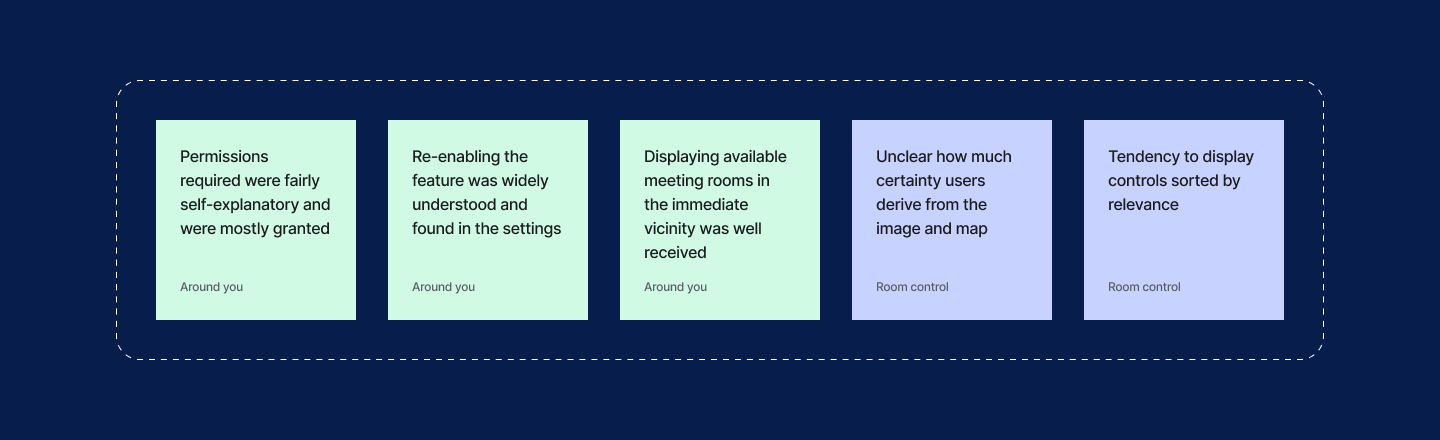 Permissions
required were fairly
self-explanatory and
were mostly granted
Around you
Re-enabling the
feature was widely
understood and
found in the settings
Around you
Displaying available
meeting rooms in
the immediate
vicinity was well
received
Around you
Unclear how much
certainty users
derive from the
image and map
Room control
Tendency to display
controls sorted by
relevance
Room control